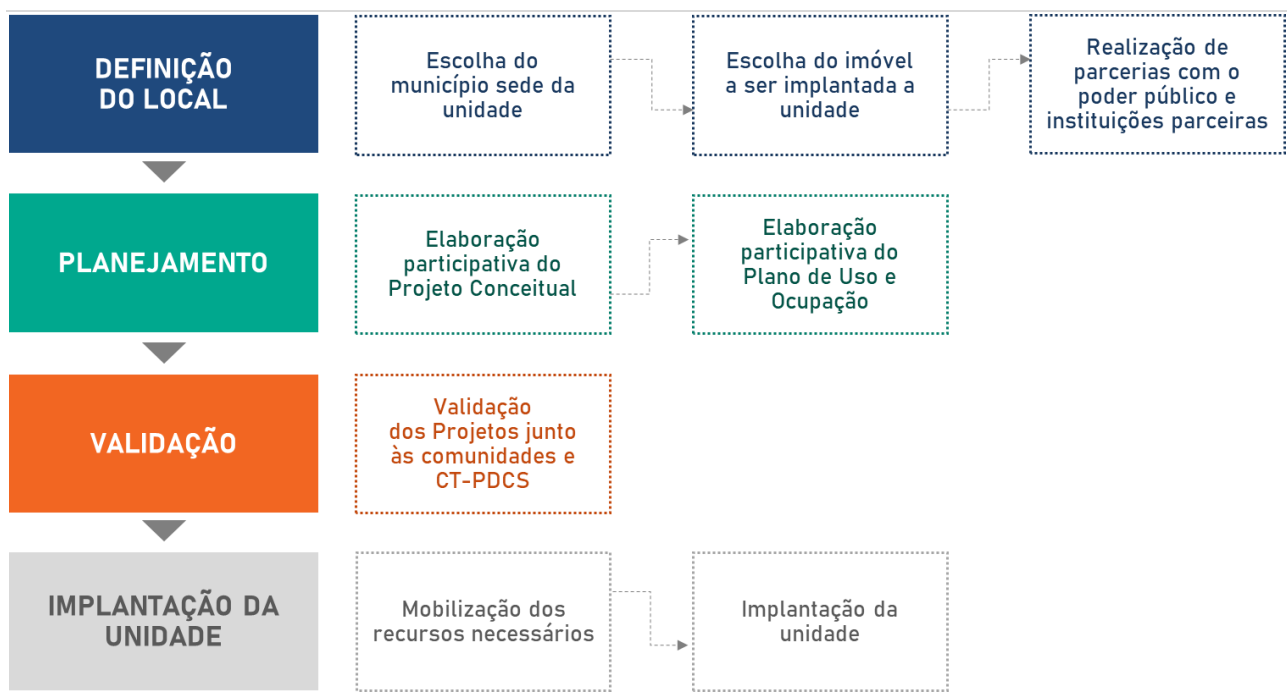 DEFINIÇÃO
DO LOCAL
Escolha do
município sede da
unidade
Escolha do imóvel
a ser implantada a
unidade
Realização de
parcerias com o
poder público e
instituições parceiras
PLANEJAMENTO
Elaboração
participativa do
Projeto Conceitual
Elaboração
participativa do
Plano de Uso e
Ocupação
VALIDAÇÃO
Validação
dos Projetos junto
às comunidades e
CT-PDCS
IMPLANTAÇÃO DA
UNIDADE
Mobilização dos
recursos necessários
Implantação da
unidade